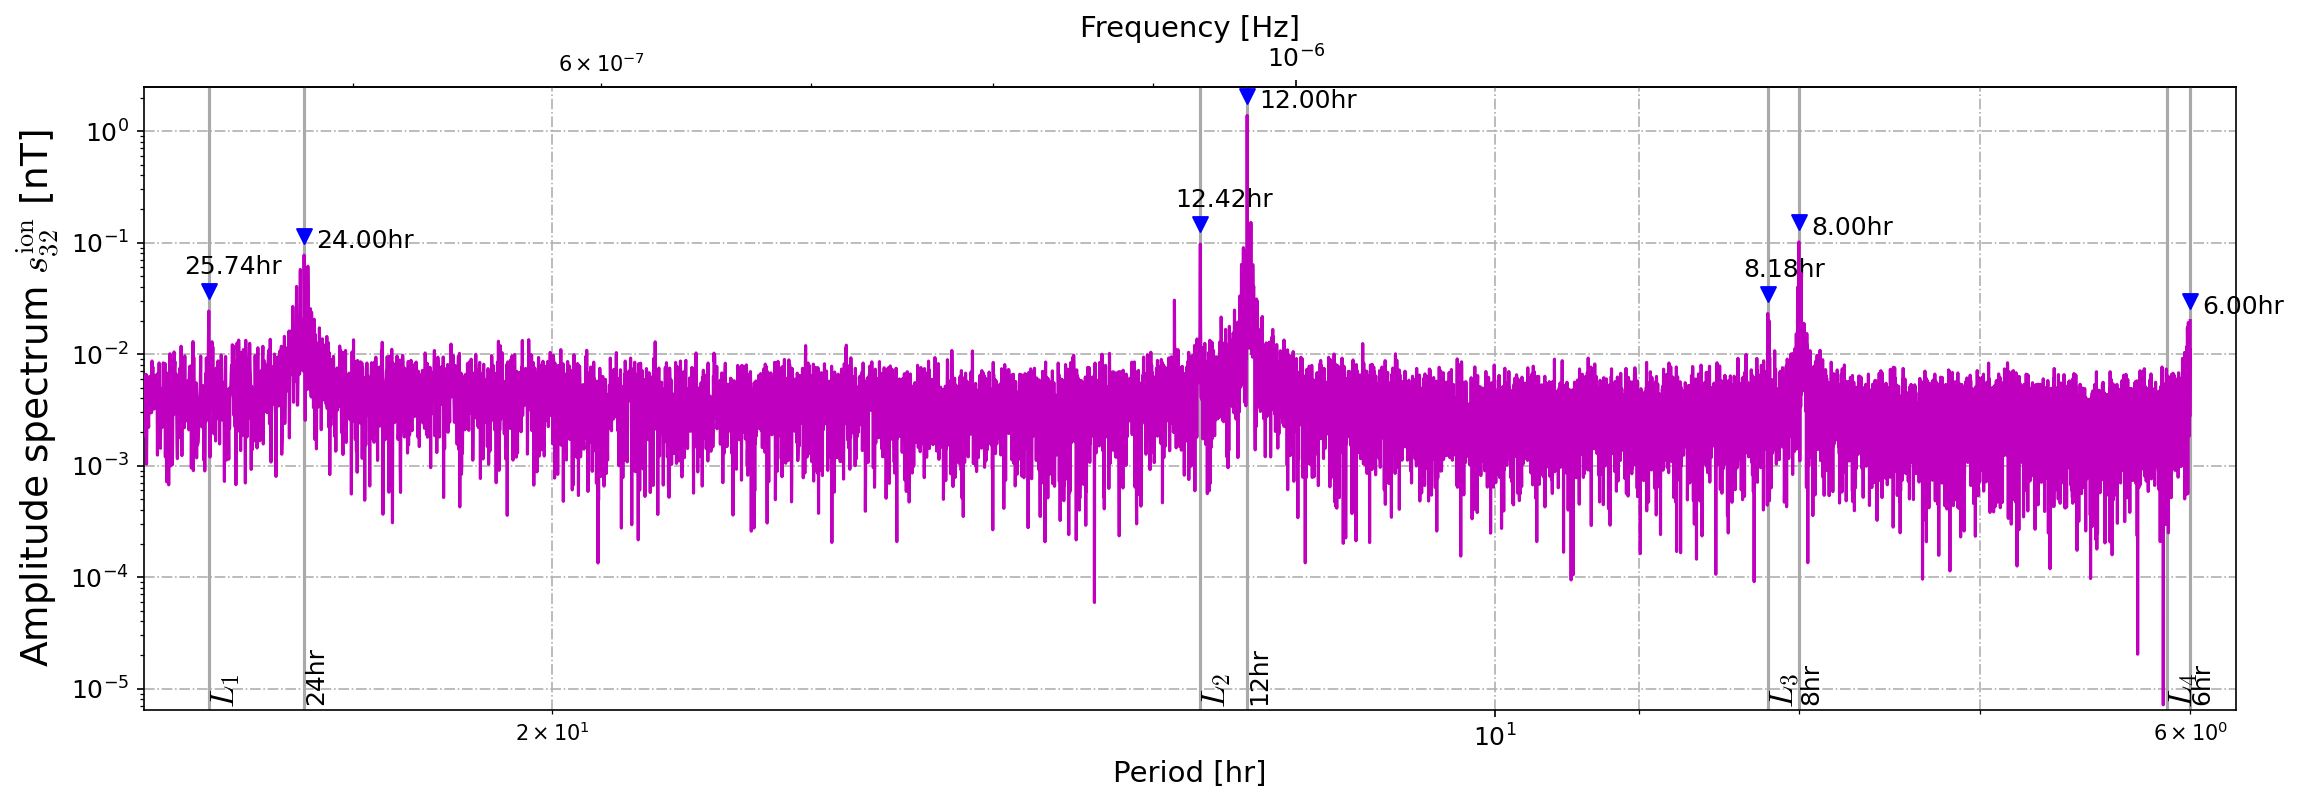 Frequency [Hz]
6 × 10⁻⁷
10⁻⁶
Amplitude spectrum s₃₂ⁱᵒⁿ [nT]
10⁰
10⁻¹
10⁻²
10⁻³
10⁻⁴
10⁻⁵
25.74hr
24.00hr
12.42hr
12.00hr
8.18hr
8.00hr
6.00hr
L₁
24hr
L₂
12hr
L₃
8hr
L₄
6hr
2 × 10¹
10¹
6 × 10⁰
Period [hr]